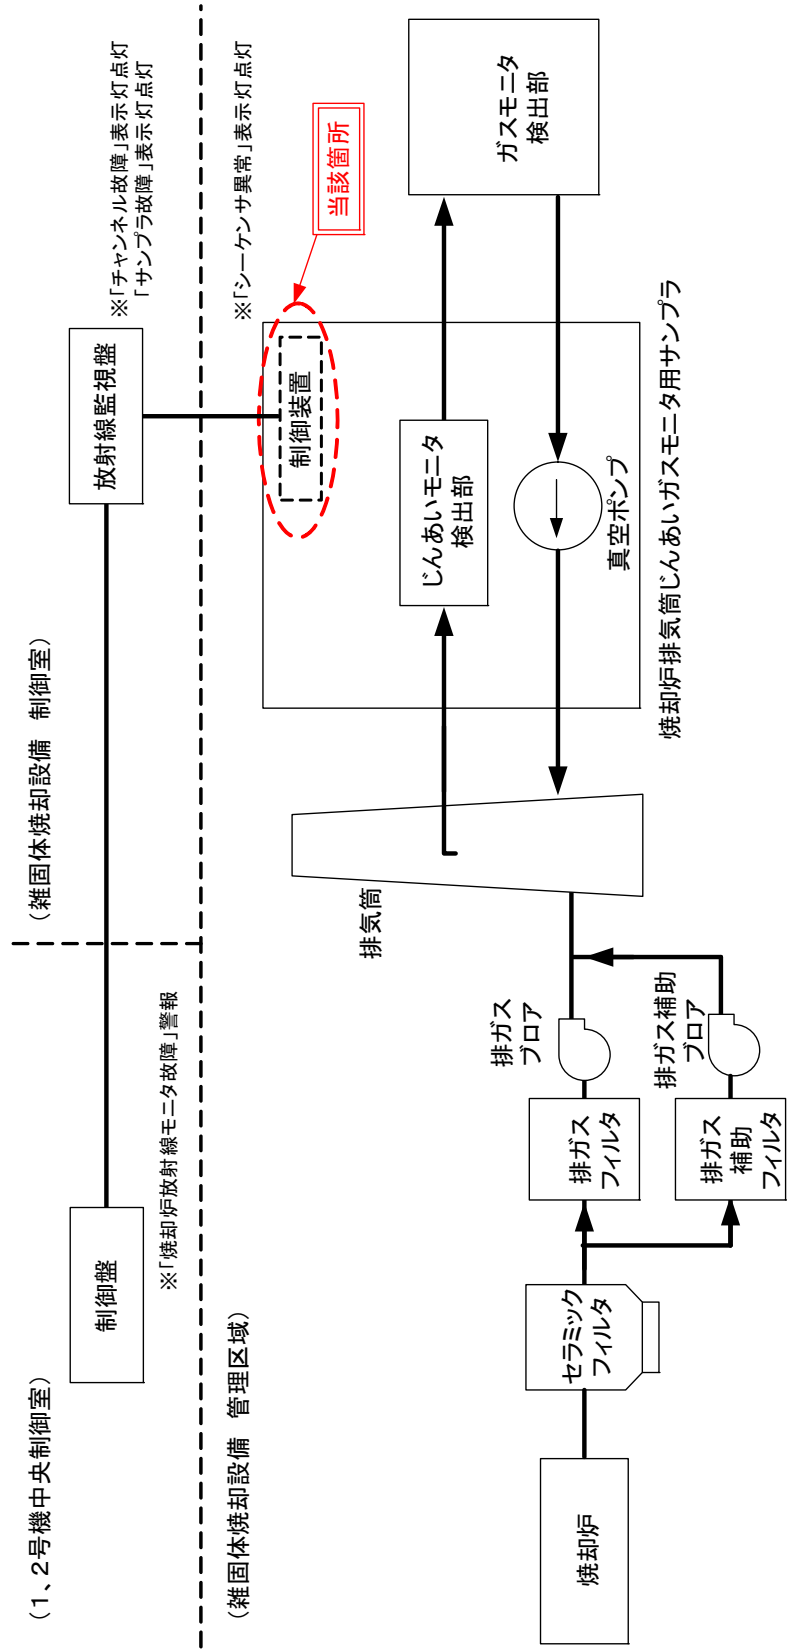 (1、2号機中央制御室)
(雑固体焼却設備　制御室)
制御盤
放射線監視盤
※「焼却炉放射線モニタ故障」警報
※「チャンネル故障」表示灯点灯
「サンプラ故障」表示灯点灯
(雑固体焼却設備　管理区域)
※「シーケンサ異常」表示灯点灯
当該箇所
制御装置
排気筒
じんあいモニタ
検出部
ガスモニタ
検出部
真空ポンプ
焼却炉排気筒じんあいガスモニタ用サンプラ
焼却炉
セラミック
フィルタ
排ガス
フィルタ
排ガス
ブロア
排ガス
補助
フィルタ
排ガス補助
ブロア